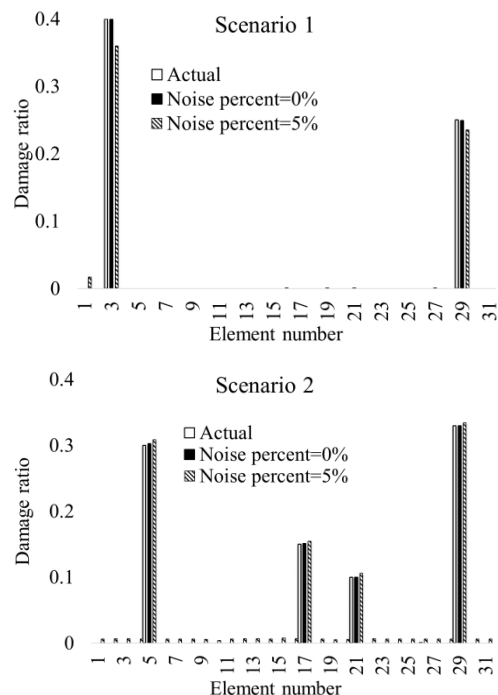 Scenario 1
0.4
0.3
0.2
0.1
0
Damage ratio
Actual
Noise percent=0%
Noise percent=5%
1 3 5 7 9 11 13 15 17 19 21 23 25 27 29 31
Element number
Scenario 2
0.4
0.3
0.2
0.1
0
Damage ratio
Actual
Noise percent=0%
Noise percent=5%
1 3 5 7 9 11 13 15 17 19 21 23 25 27 29 31
Element number